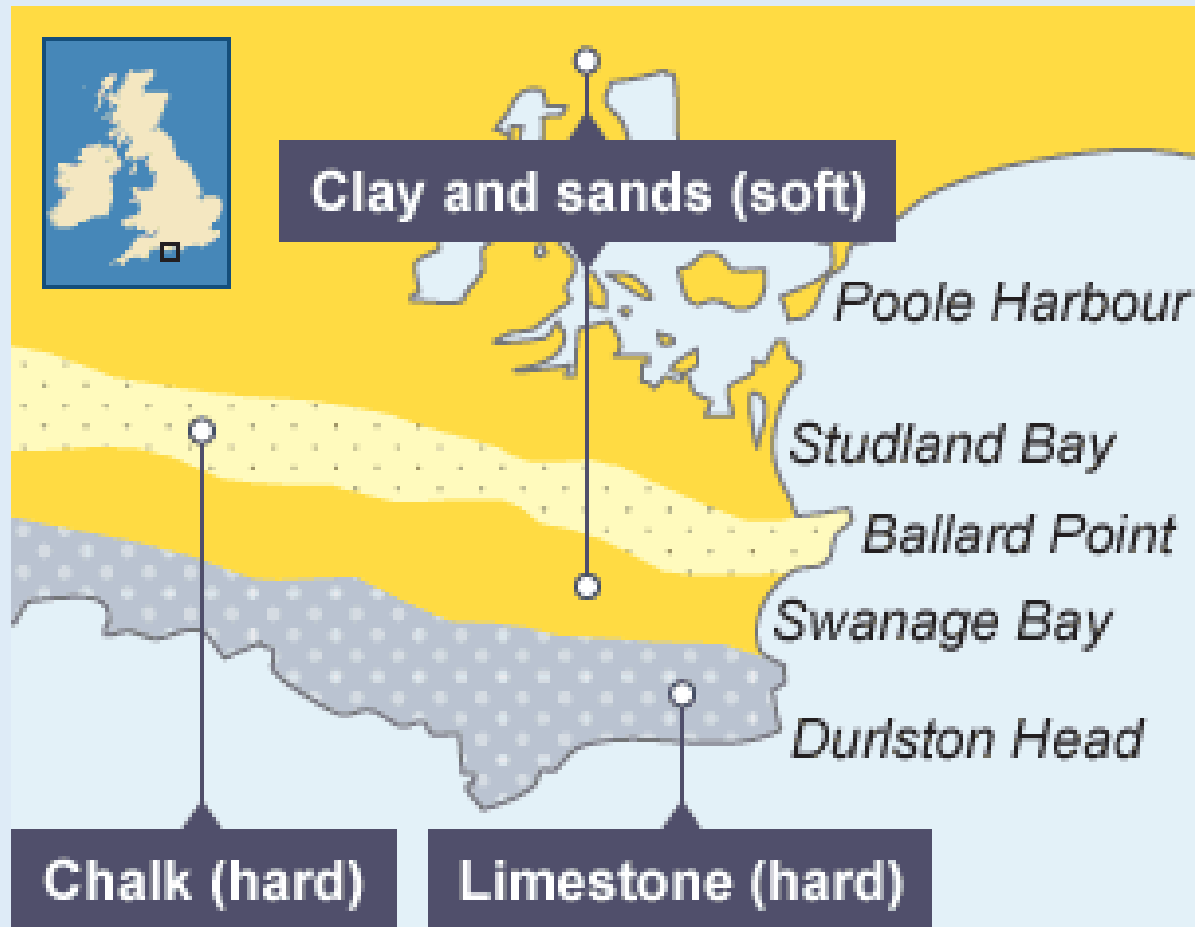 Clay and sands (soft)
Poole Harbour
Studland Bay
Ballard Point
Swanage Bay
Durlston Head
Chalk (hard)
Limestone (hard)